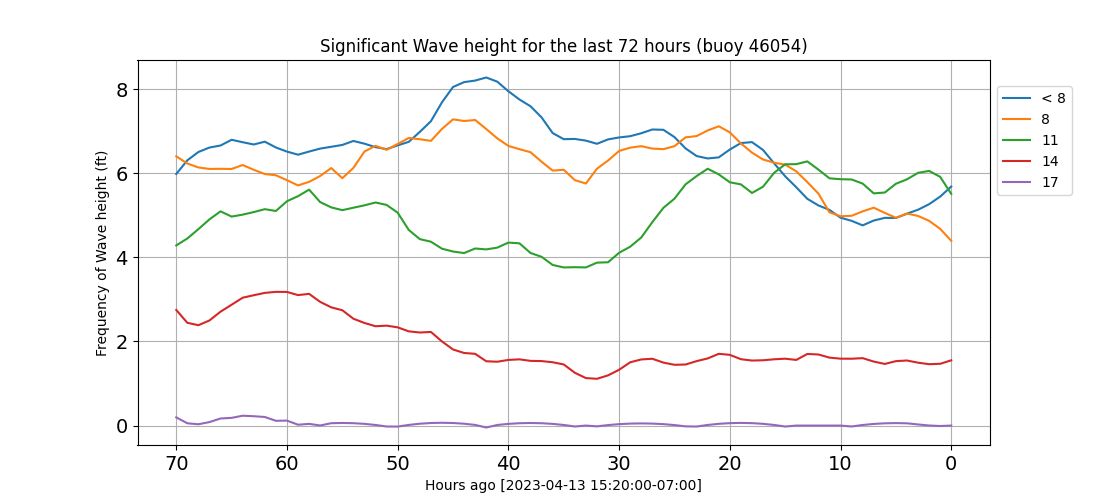 Significant Wave height for the last 72 hours (buoy 46054)
Frequency of Wave height (ft)
8
6
4
2
0
70 60 50 40 30 20 10 0
Hours ago [2023-04-13 15:20:00-07:00]
< 8
8
11
14
17